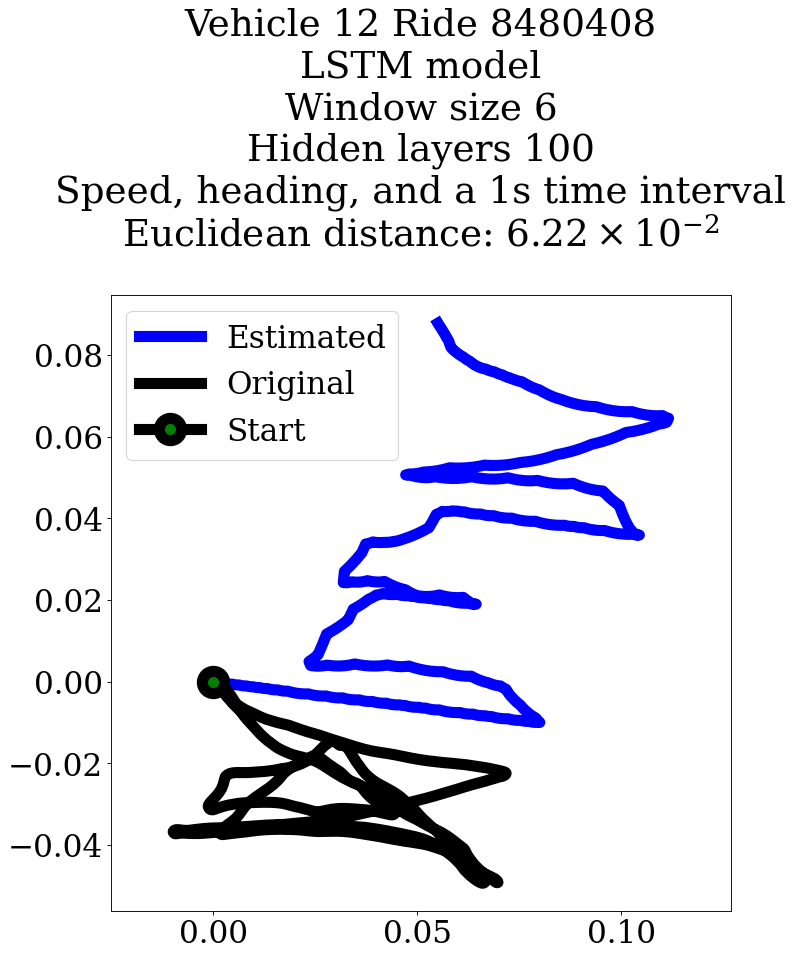 Vehicle 12 Ride 8480408
LSTM model
Window size 6
Hidden layers 100
Speed, heading, and a 1s time interval
Euclidean distance: 6.22 × 10⁻²
Estimated
Original
Start
0.08
0.06
0.04
0.02
0.00
−0.02
−0.04
0.00 0.05 0.10